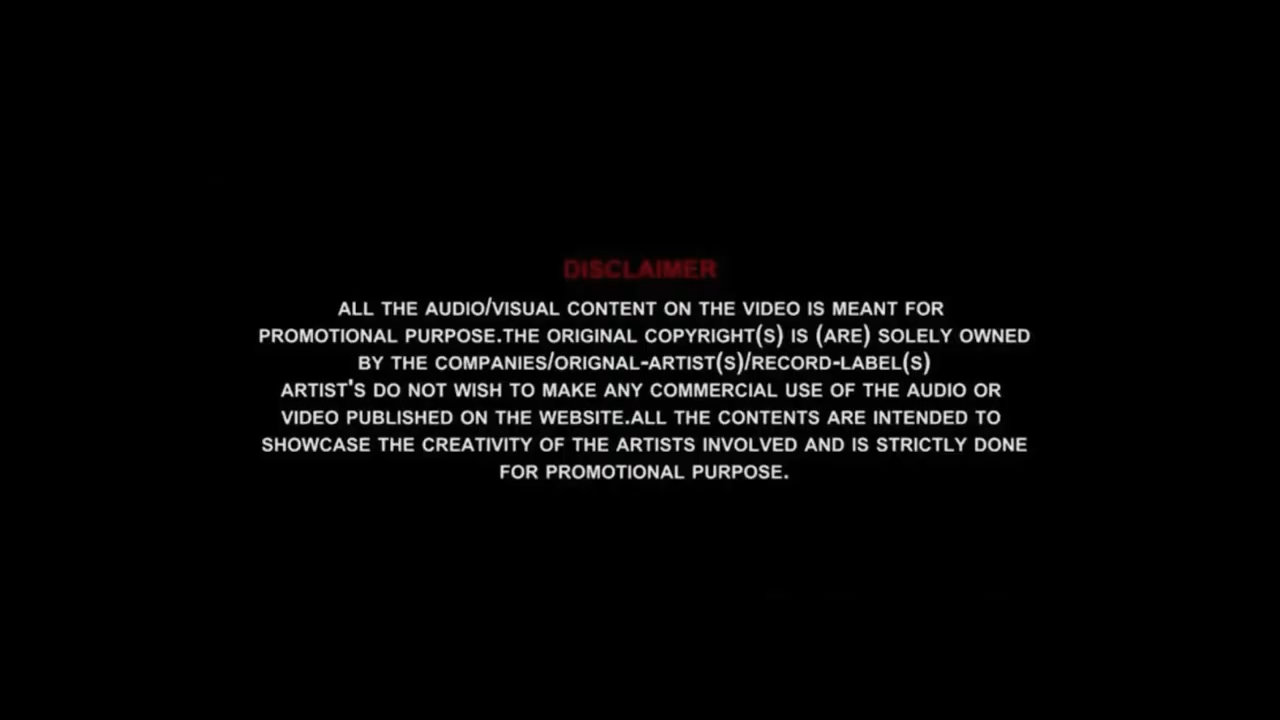 DISCLAIMER
ALL THE AUDIO/VISUAL CONTENT ON THE VIDEO IS MEANT FOR
PROMOTIONAL PURPOSE.THE ORIGINAL COPYRIGHT(S) IS (ARE) SOLELY OWNED
BY THE COMPANIES/ORIGNAL-ARTIST(S)/RECORD-LABEL(S)
ARTIST'S DO NOT WISH TO MAKE ANY COMMERCIAL USE OF THE AUDIO OR
VIDEO PUBLISHED ON THE WEBSITE.ALL THE CONTENTS ARE INTENDED TO
SHOWCASE THE CREATIVITY OF THE ARTISTS INVOLVED AND IS STRICTLY DONE
FOR PROMOTIONAL PURPOSE.